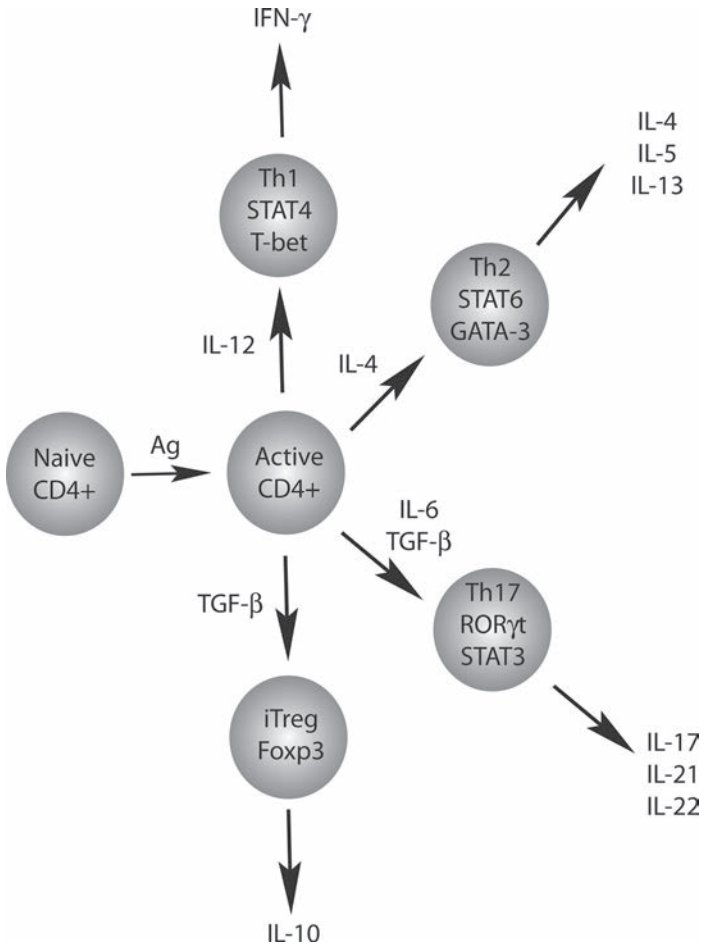 IFN-γ
Th1
STAT4
T-bet
IL-4
IL-5
IL-13
Th2
STAT6
GATA-3
IL-12
IL-4
Naive
CD4+
Ag
Active
CD4+
IL-6
TGF-β
TGF-β
Th17
RORγt
STAT3
iTreg
Foxp3
IL-17
IL-21
IL-22
IL-10